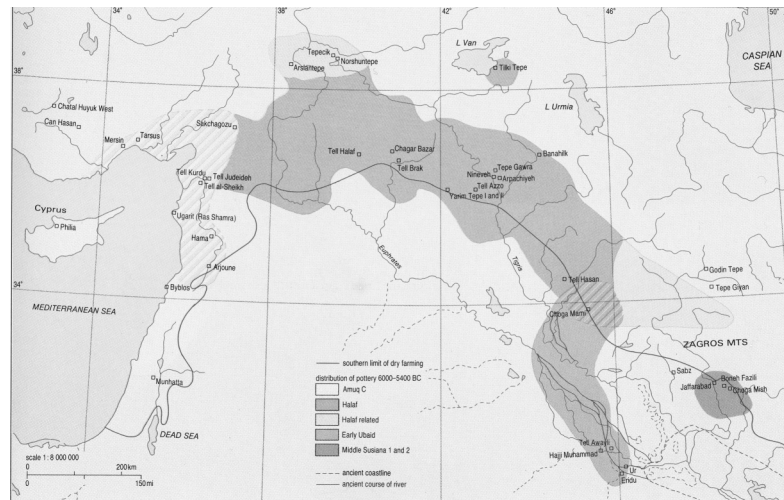 34°
38°
42°
46°
50°
38°
L Van
CASPIAN
SEA
Tepecik
Norshuntepe
Arslantepe
Tilki Tepe
L Urmia
Chatal Huyuk West
Can Hasan
Mersin
Tarsus
Sakchagozu
Tell Halaf
Chagar Bazar
Tell Brak
Banahilk
Tepe Gawra
Nineveh
Arpachiyeh
Tell Azzo
Yarim Tepe I and II
Tell Kurdu
Tell Judeideh
Tell al-Sheikh
Cyprus
Philia
Ugarit (Ras Shamra)
Hama
Arjoune
Euphrates
Tigris
Tell Hasan
Godin Tepe
Tepe Giyan
34°
34°
Byblos
MEDITERRANEAN SEA
Choga Mami
ZAGROS MTS
Munhatta
DEAD SEA
Sabz
Jaffarabad
Boneh Fazili
Choga Mish
Tell Awayli
Hajji Muhammad
Ur
Eridu
southern limit of dry farming
distribution of pottery 6000-5400 BC
Amuq C
Halaf
Halaf related
Early Ubaid
Middle Susiana 1 and 2
ancient coastline
ancient course of river
scale 1: 8 000 000
0
200km
0
150mi